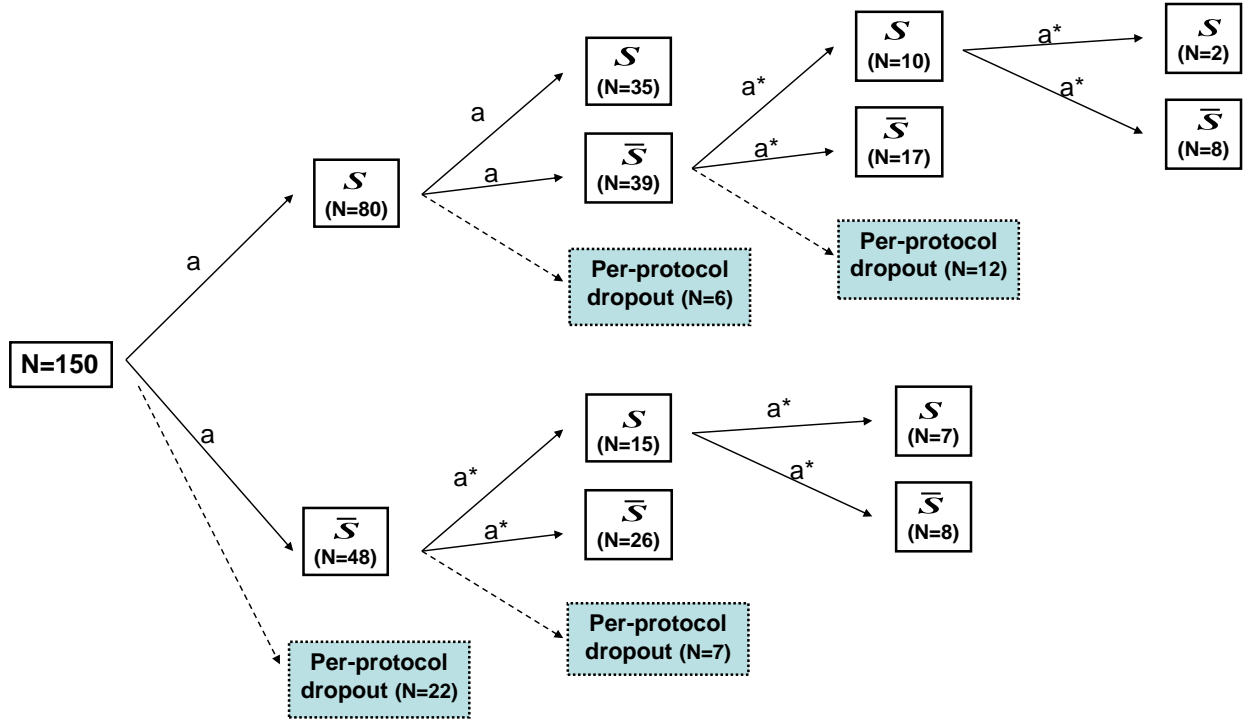 N=150
a
a
S
(N=80)
S̅
(N=48)
Per-protocol
dropout (N=22)
a
a
S
(N=35)
S̅
(N=39)
Per-protocol
dropout (N=6)
a*
a*
S
(N=15)
S̅
(N=26)
Per-protocol
dropout (N=7)
a*
a*
S
(N=10)
S̅
(N=17)
Per-protocol
dropout (N=12)
a*
a*
S
(N=7)
S̅
(N=8)
a*
a*
S
(N=2)
S̅
(N=8)